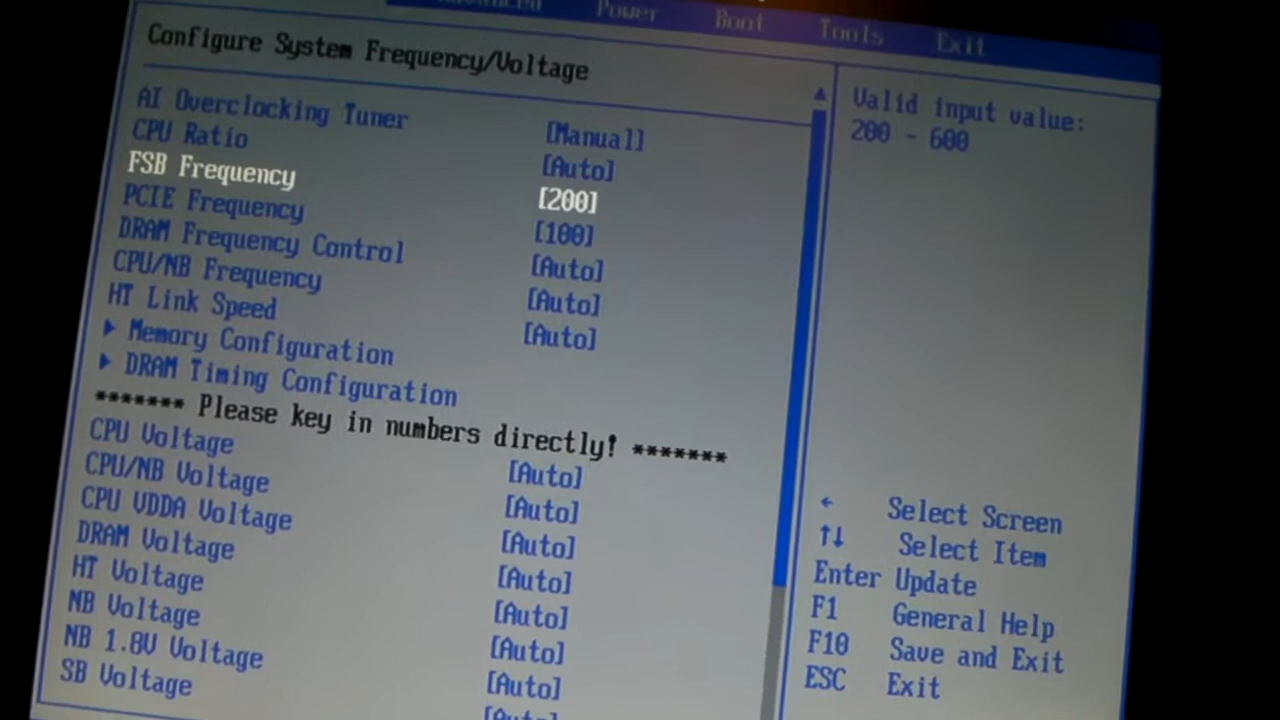 Advanced Power Boot Tools Exit
Configure System Frequency/Voltage
AI Overclocking Tuner [Manual]
CPU Ratio [Auto]
FSB Frequency [200]
PCIE Frequency [100]
DRAM Frequency Control [Auto]
CPU/NB Frequency [Auto]
HT Link Speed [Auto]
Memory Configuration
DRAM Timing Configuration
******* Please key in numbers directly! *******
CPU Voltage [Auto]
CPU/NB Voltage [Auto]
CPU VDDA Voltage [Auto]
DRAM Voltage [Auto]
HT Voltage [Auto]
NB Voltage [Auto]
NB 1.8V Voltage [Auto]
SB Voltage [Auto]
Valid input value:
200 - 600
← Select Screen
↑↓ Select Item
Enter Update
F1 General Help
F10 Save and Exit
ESC Exit